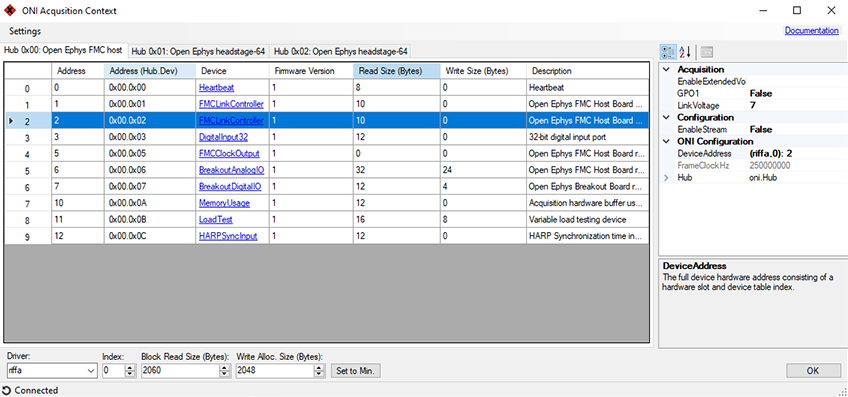 ONI Acqusition Context
Settings
Documentation
Hub 0x00: Open Ephys FMC host
Hub 0x01: Open Ephys headstage-64
Hub 0x02: Open Ephys headstage-64
Address Address (Hub.Dev) Device Firmware Version Read Size (Bytes) Write Size (Bytes) Description
0 0 0x00.0x00 Heartbeat 1 8 0 Heartbeat
1 1 0x00.0x01 FMCLinkController 1 10 0 Open Ephys FMC Host Board ...
2 2 0x00.0x02 FMCLinkController 1 10 0 Open Ephys FMC Host Board ...
3 3 0x00.0x03 DigitalInput32 1 12 0 32-bit digital input port
4 5 0x00.0x05 FMCClockOutput 1 0 0 Open Ephys FMC Host Board r...
5 6 0x00.0x06 BreakoutAnalogIO 1 32 24 Open Ephys FMC Host Board r...
6 7 0x00.0x07 BreakoutDigitalIO 1 12 4 Open Ephys Breakout Board r...
7 10 0x00.0x0A MemoryUsage 1 12 0 Acquisition hardware buffer us...
8 11 0x00.0x0B LoadTest 1 16 8 Variable load testing device
9 12 0x00.0x0C HARPSyncInput 1 12 0 HARP Synchronization time in...
Acquisition
EnableExtendedVo
GPO1 False
LinkVoltage 7
Configuration
EnableStream False
ONI Configuration
DeviceAddress (riffa,0): 2
FrameClockHz 250000000
Hub oni.Hub
DeviceAddress
The full device hardware address consisting of a
hardware slot and device table index.
Driver: Index: Block Read Size (Bytes): Write Alloc. Size (Bytes):
riffa 0 2060 2048 Set to Min. OK
Connected